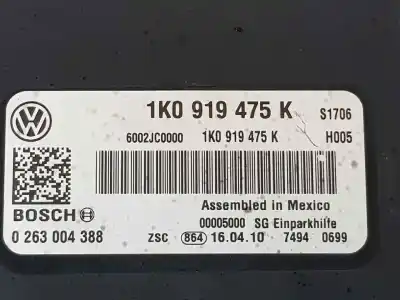 1K0 919 475 K S1706
6002JC0000 1K0 919 475 K H005
Assembled in Mexico
BOSCH 00005000 SG Einparkhilfe
0 263 004 388 ZSC 864 16.04.10 7494 0699